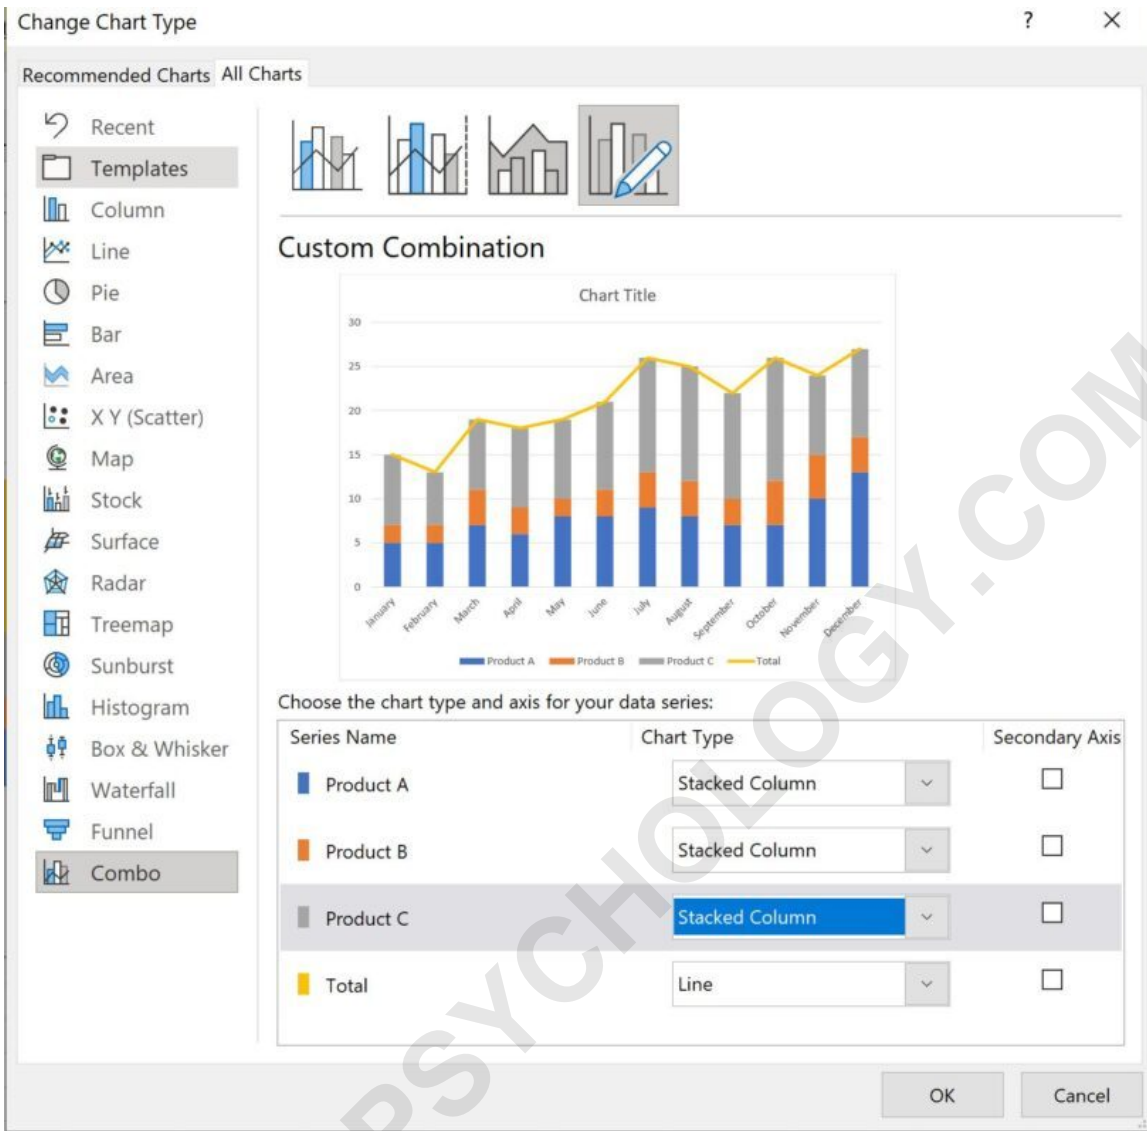 Change Chart Type
?
Recommended Charts
All Charts
Recent
Templates
Column
Line
Pie
Bar
Area
X Y (Scatter)
Map
Stock
Surface
Radar
Treemap
Sunburst
Histogram
Box & Whisker
Waterfall
Funnel
Combo
Custom Combination
Chart Title
30
25
20
15
10
5
0
January February March April May June July August September October November December
Product A Product B Product C Total
Choose the chart type and axis for your data series:
Series Name Chart Type Secondary Axis
Product A Stacked Column
Product B Stacked Column
Product C Stacked Column
Total Line
OK Cancel
PSYCHOLOGY.COM